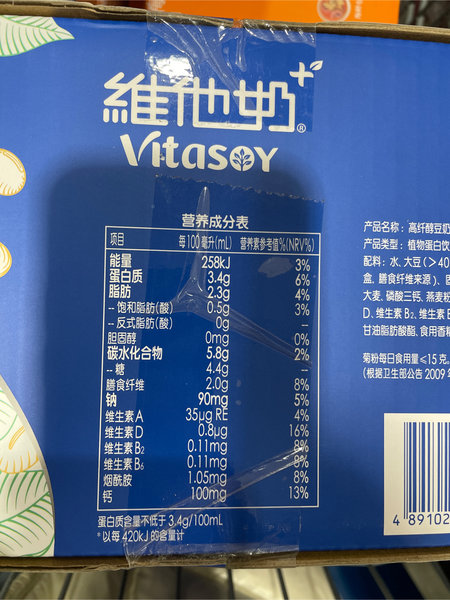 維他奶+®
Vitasoy
营养成分表
项目 每100毫升(mL) 营养素参考值%(NRV%)
能量 258kJ 3%
蛋白质 3.4g 6%
脂肪 2.3g 4%
--饱和脂肪(酸) 0.5g 3%
--反式脂肪(酸) 0g
胆固醇 0mg 0%
碳水化合物 5.8g 2%
--糖 4.4g
膳食纤维 2.0g 8%
钠 90mg 5%
维生素A 35μg RE 4%
维生素D 0.8μg 16%
维生素B₂ 0.11mg 8%
维生素B₆ 0.11mg 8%
烟酰胺 1.05mg 8%
钙 100mg 13%
蛋白质含量不低于3.4g/100mL
*以每420kJ的含量计
产品名称：高纤醇豆奶
产品类型：植物蛋白饮
配料：水、大豆(>40
盒，膳食纤维来源)、固
大麦，磷酸三钙、燕麦粉
D、维生素B₂、维生素B
甘油脂肪酸酯、食用香精
菊粉每日食用量≤15克。
(根据卫生部公告2009年
4 89102